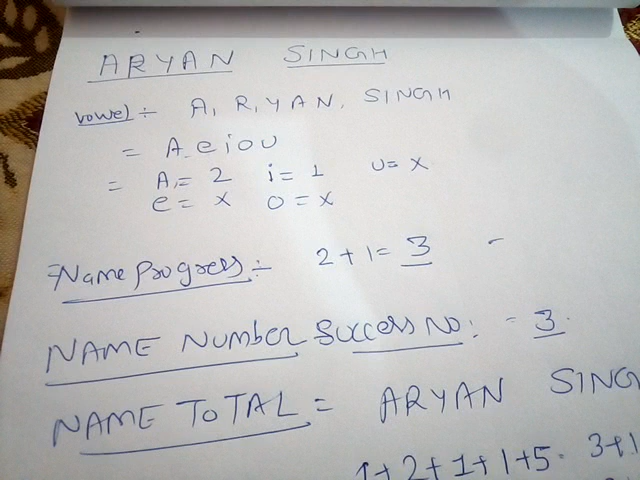 ARYAN SINGH
Vowel ÷ A, R, YAN, SINGH
= A e i o u
= A = 2 i = 1 u = x
e = x o = x
Name Progress ÷ 2 + 1 = 3
NAME NUMber Success NO: = 3.
NAME TOTAL = ARYAN SING
1+2+1+1+5 3+1